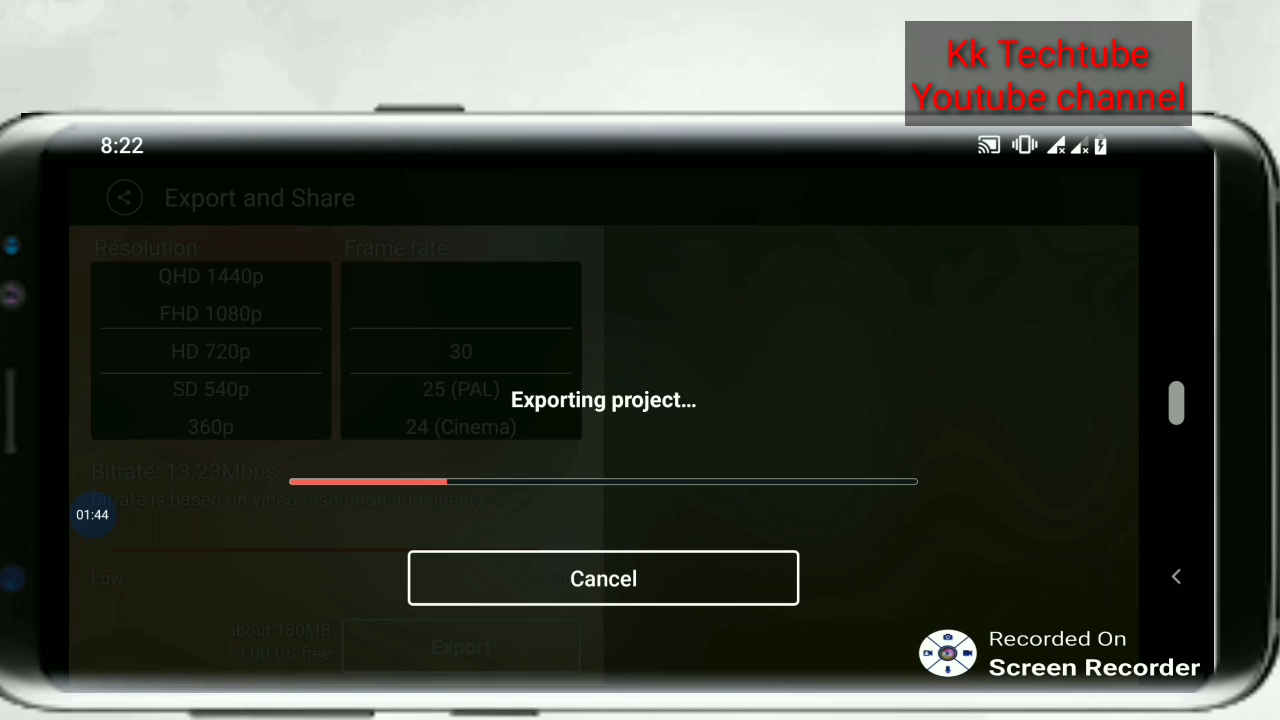 Kk Techtube
Youtube channel
8:22
Export and Share
Resolution
Frame rate
QHD 1440p
FHD 1080p
HD 720p
30
SD 540p
25 (PAL)
Exporting project...
360p
24 (Cinema)
Bitrate: 13.23Mbps
Bitrate is based on video resolution and quality.
01:44
Low
Cancel
about 130MB
3.00 GB free
Export
Recorded On
Screen Recorder